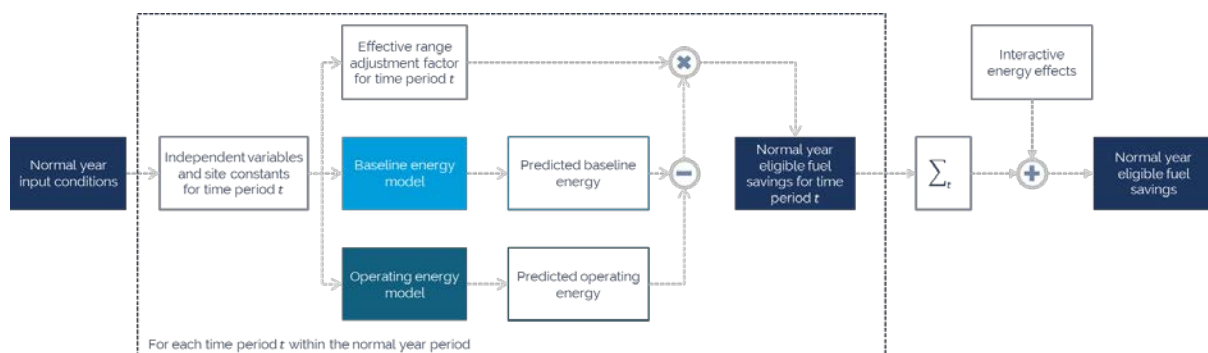 Effective range
adjustment factor
for time period t
Interactive
energy effects
Normal year
input conditions
Independent variables
and site constants
for time period t
Baseline energy
model
Predicted baseline
energy
Normal year
eligible fuel
savings for time
period t
∑t
Normal year
eligible fuel
savings
Operating energy
model
Predicted operating
energy
For each time period t within the normal year period